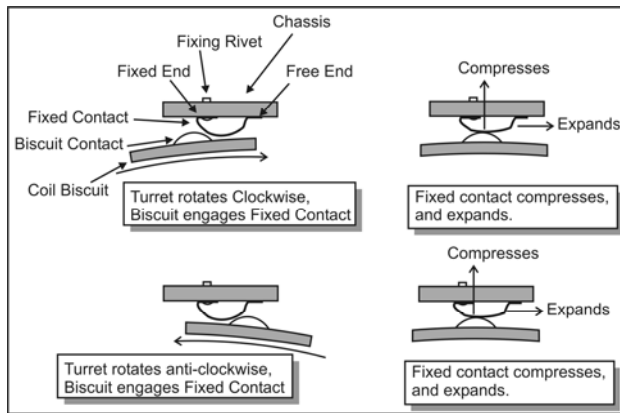 Chassis
Fixing Rivet
Fixed End
Free End
Fixed Contact
Biscuit Contact
Coil Biscuit
Turret rotates Clockwise,
Biscuit engages Fixed Contact
Compresses
Expands
Fixed contact compresses,
and expands.
Turret rotates anti-clockwise,
Biscuit engages Fixed Contact
Compresses
Expands
Fixed contact compresses,
and expands.